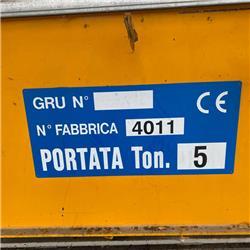 GRU N° CE
N° FABBRICA 4011
PORTATA Ton. 5